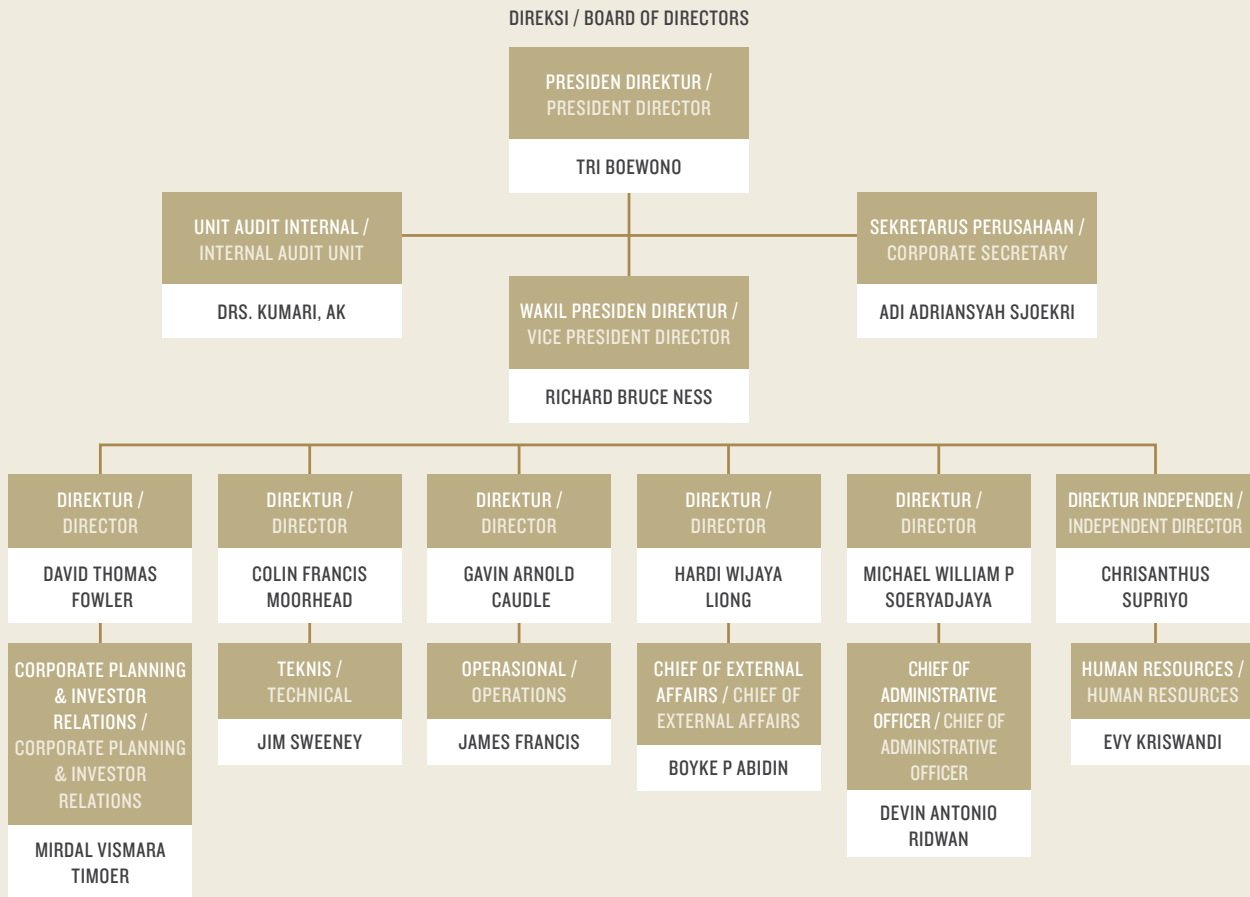 DIREKSI / BOARD OF DIRECTORS
PRESIDEN DIREKTUR /
PRESIDENT DIRECTOR
TRI BOEWONO
UNIT AUDIT INTERNAL /
INTERNAL AUDIT UNIT
DRS. KUMARI, AK
SEKRETARUS PERUSAHAAN /
CORPORATE SECRETARY
ADI ADRIANSYAH SJOEKRI
WAKIL PRESIDEN DIREKTUR /
VICE PRESIDENT DIRECTOR
RICHARD BRUCE NESS
DIREKTUR /
DIRECTOR
DAVID THOMAS
FOWLER
DIREKTUR /
DIRECTOR
COLIN FRANCIS
MOORHEAD
DIREKTUR /
DIRECTOR
GAVIN ARNOLD
CAUDLE
DIREKTUR /
DIRECTOR
HARDI WIJAYA
LIONG
DIREKTUR /
DIRECTOR
MICHAEL WILLIAM P
SOERYADJAYA
DIREKTUR INDEPENDEN /
INDEPENDENT DIRECTOR
CHRISANTHUS
SUPRIYO
CORPORATE PLANNING
& INVESTOR
RELATIONS /
CORPORATE PLANNING
& INVESTOR
RELATIONS
MIRDAL VISMARA
TIMOER
TEKNIS /
TECHNICAL
JIM SWEENEY
OPERASIONAL /
OPERATIONS
JAMES FRANCIS
CHIEF OF EXTERNAL
AFFAIRS / CHIEF OF
EXTERNAL AFFAIRS
BOYKE P ABIDIN
CHIEF OF
ADMINISTRATIVE
OFFICER / CHIEF OF
ADMINISTRATIVE
OFFICER
DEVIN ANTONIO
RIDWAN
HUMAN RESOURCES /
HUMAN RESOURCES
EVY KRISWANDI